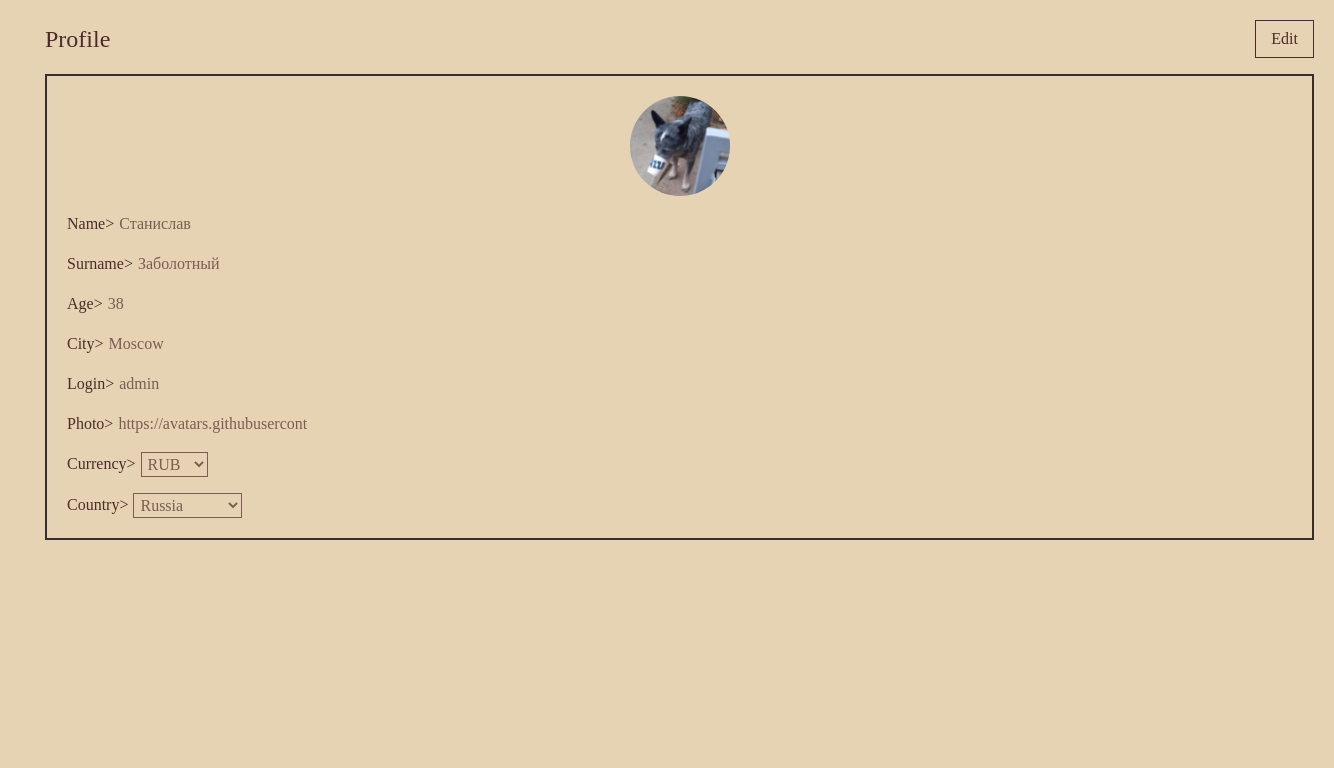 Profile
Edit
Name> Станислав
Surname> Заболотный
Age> 38
City> Moscow
Login> admin
Photo> https://avatars.githubusercont
Currency> RUB
Country> Russia